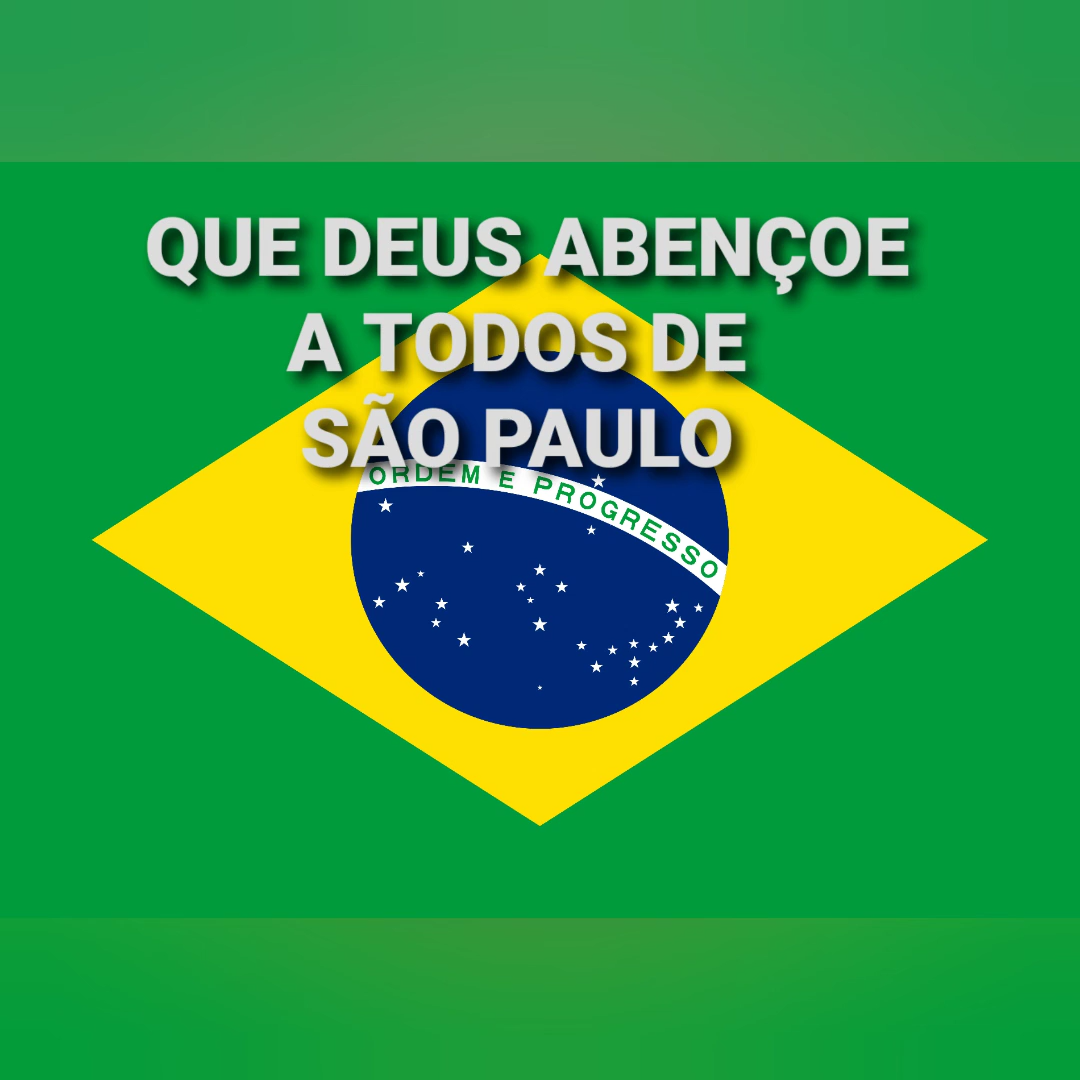 QUE DEUS ABENÇOE
A TODOS DE
SÃO PAULO
ORDEM E PROGRESSO